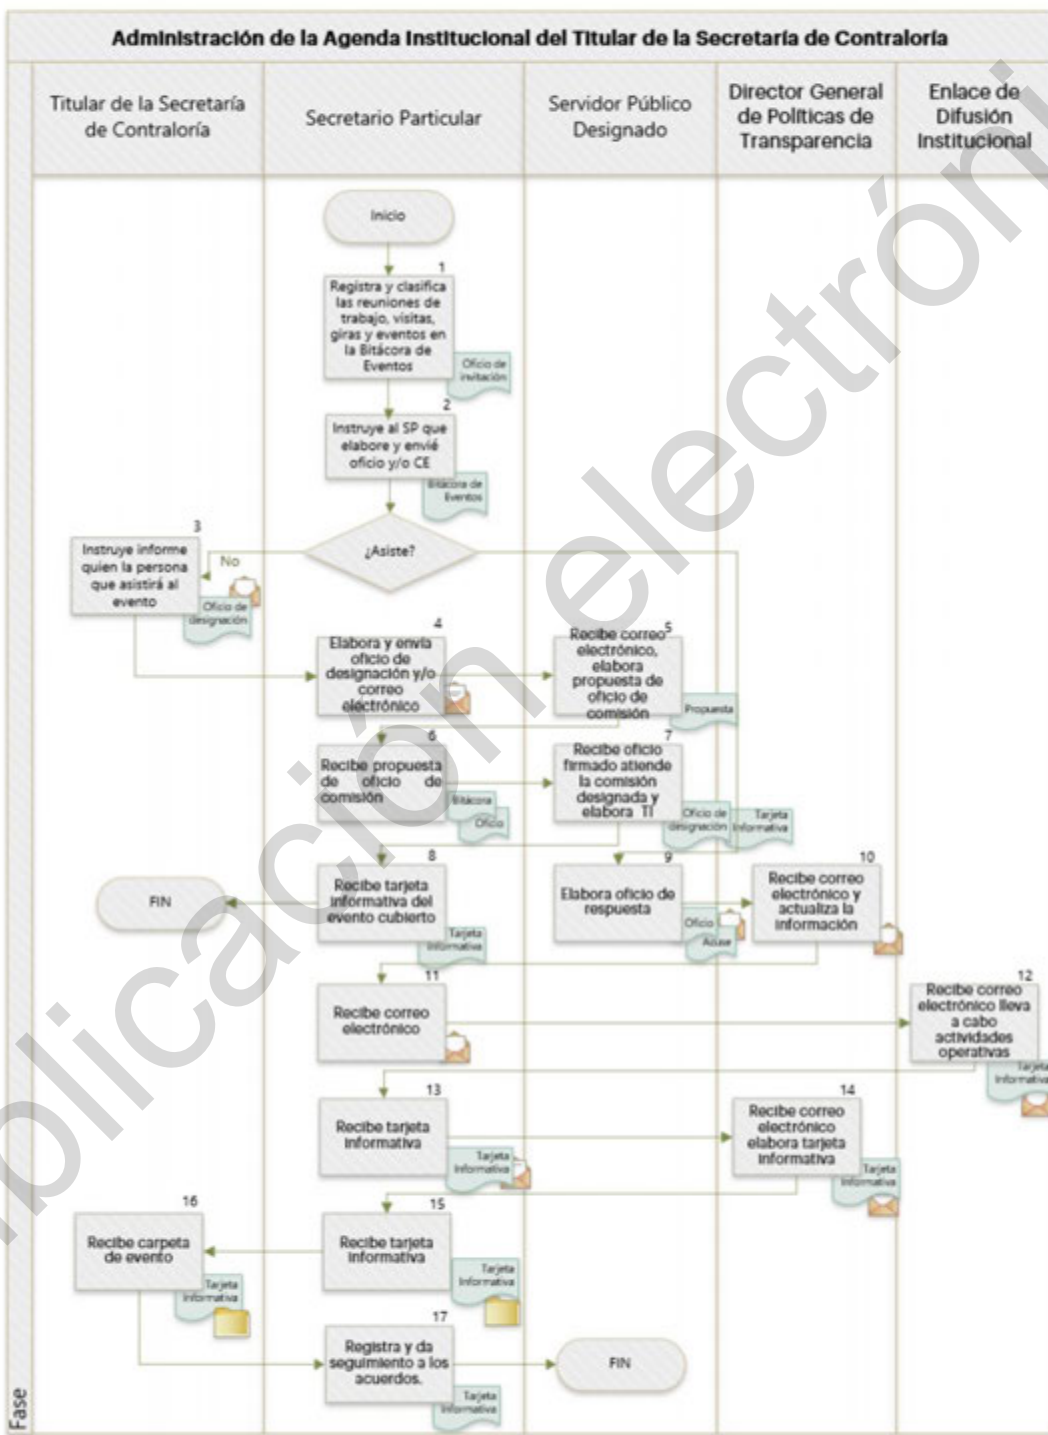 Administración de la Agenda Institucional del Titular de la Secretaría de Contraloría
Titular de la Secretaría
de Contraloría
Secretario Particular
Servidor Público
Designado
Director General
de Políticas de
Transparencia
Enlace de
Difusión
Institucional
Inicio
1
Registra y clasifica
las reuniones de
trabajo, visitas,
giras y eventos en
la Bitácora de
Eventos
Oficio de
invitación
2
Instruye al SP que
elabore y envié
oficio y/o CE
Bitácora de
Eventos
¿Asiste?
No
3
Instruye informe
quien la persona
que asistirá al
evento
Oficio de
designación
4
Elabora y envía
oficio de
designación y/o
correo
electrónico
5
Recibe correo
electrónico,
elabora
propuesta de
oficio de
comisión
Propuesta
6
Recibe propuesta
de oficio de
comisión
Bitácora
Oficio
7
Recibe oficio
firmado atiende
la comisión
designada y
elabora TI
Oficio de
designación
Tarjeta
Informativa
8
Recibe tarjeta
informativa del
evento cubierto
Tarjeta
Informativa
FIN
9
Elabora oficio de
respuesta
Oficio
Acuse
10
Recibe correo
electrónico y
actualiza la
información
11
Recibe correo
electrónico
12
Recibe correo
electrónico lleva
a cabo
actividades
operativas
Tarjeta
Informativa
13
Recibe tarjeta
informativa
Tarjeta
Informativa
14
Recibe correo
electrónico
elabora tarjeta
informativa
Tarjeta
Informativa
15
Recibe tarjeta
informativa
Tarjeta
Informativa
16
Recibe carpeta
de evento
Tarjeta
Informativa
17
Registra y da
seguimiento a los
acuerdos.
Tarjeta
Informativa
FIN
Fase
plicación electróni